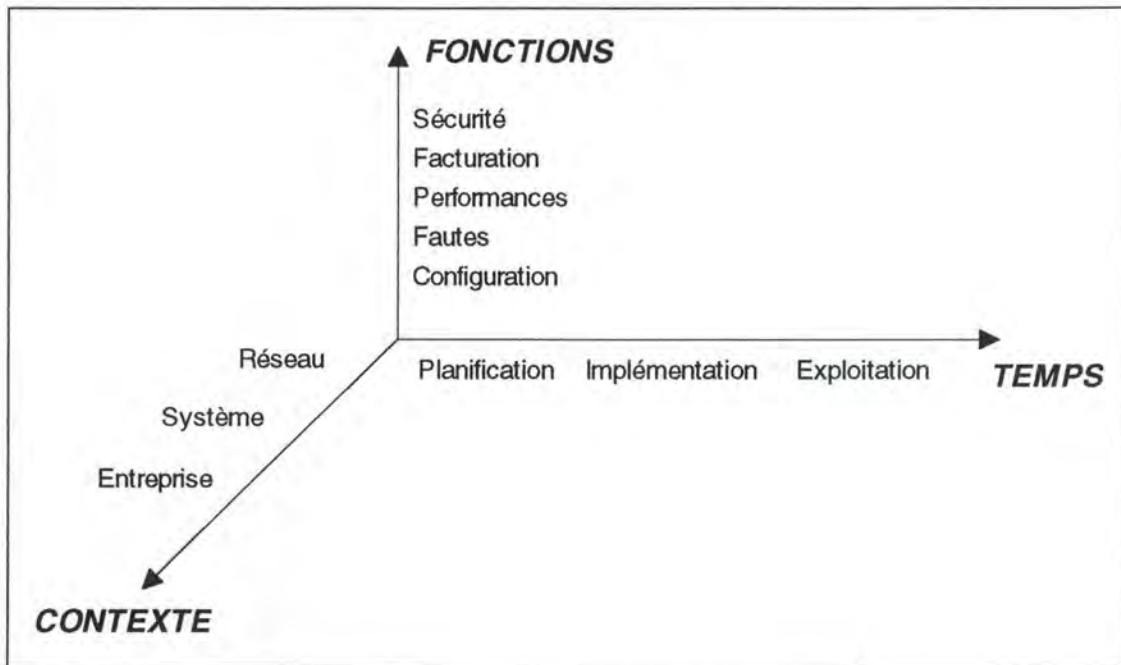 FONCTIONS
Sécurité
Facturation
Performances
Fautes
Configuration
Réseau
Système
Entreprise
Planification Implémentation Exploitation
TEMPS
CONTEXTE